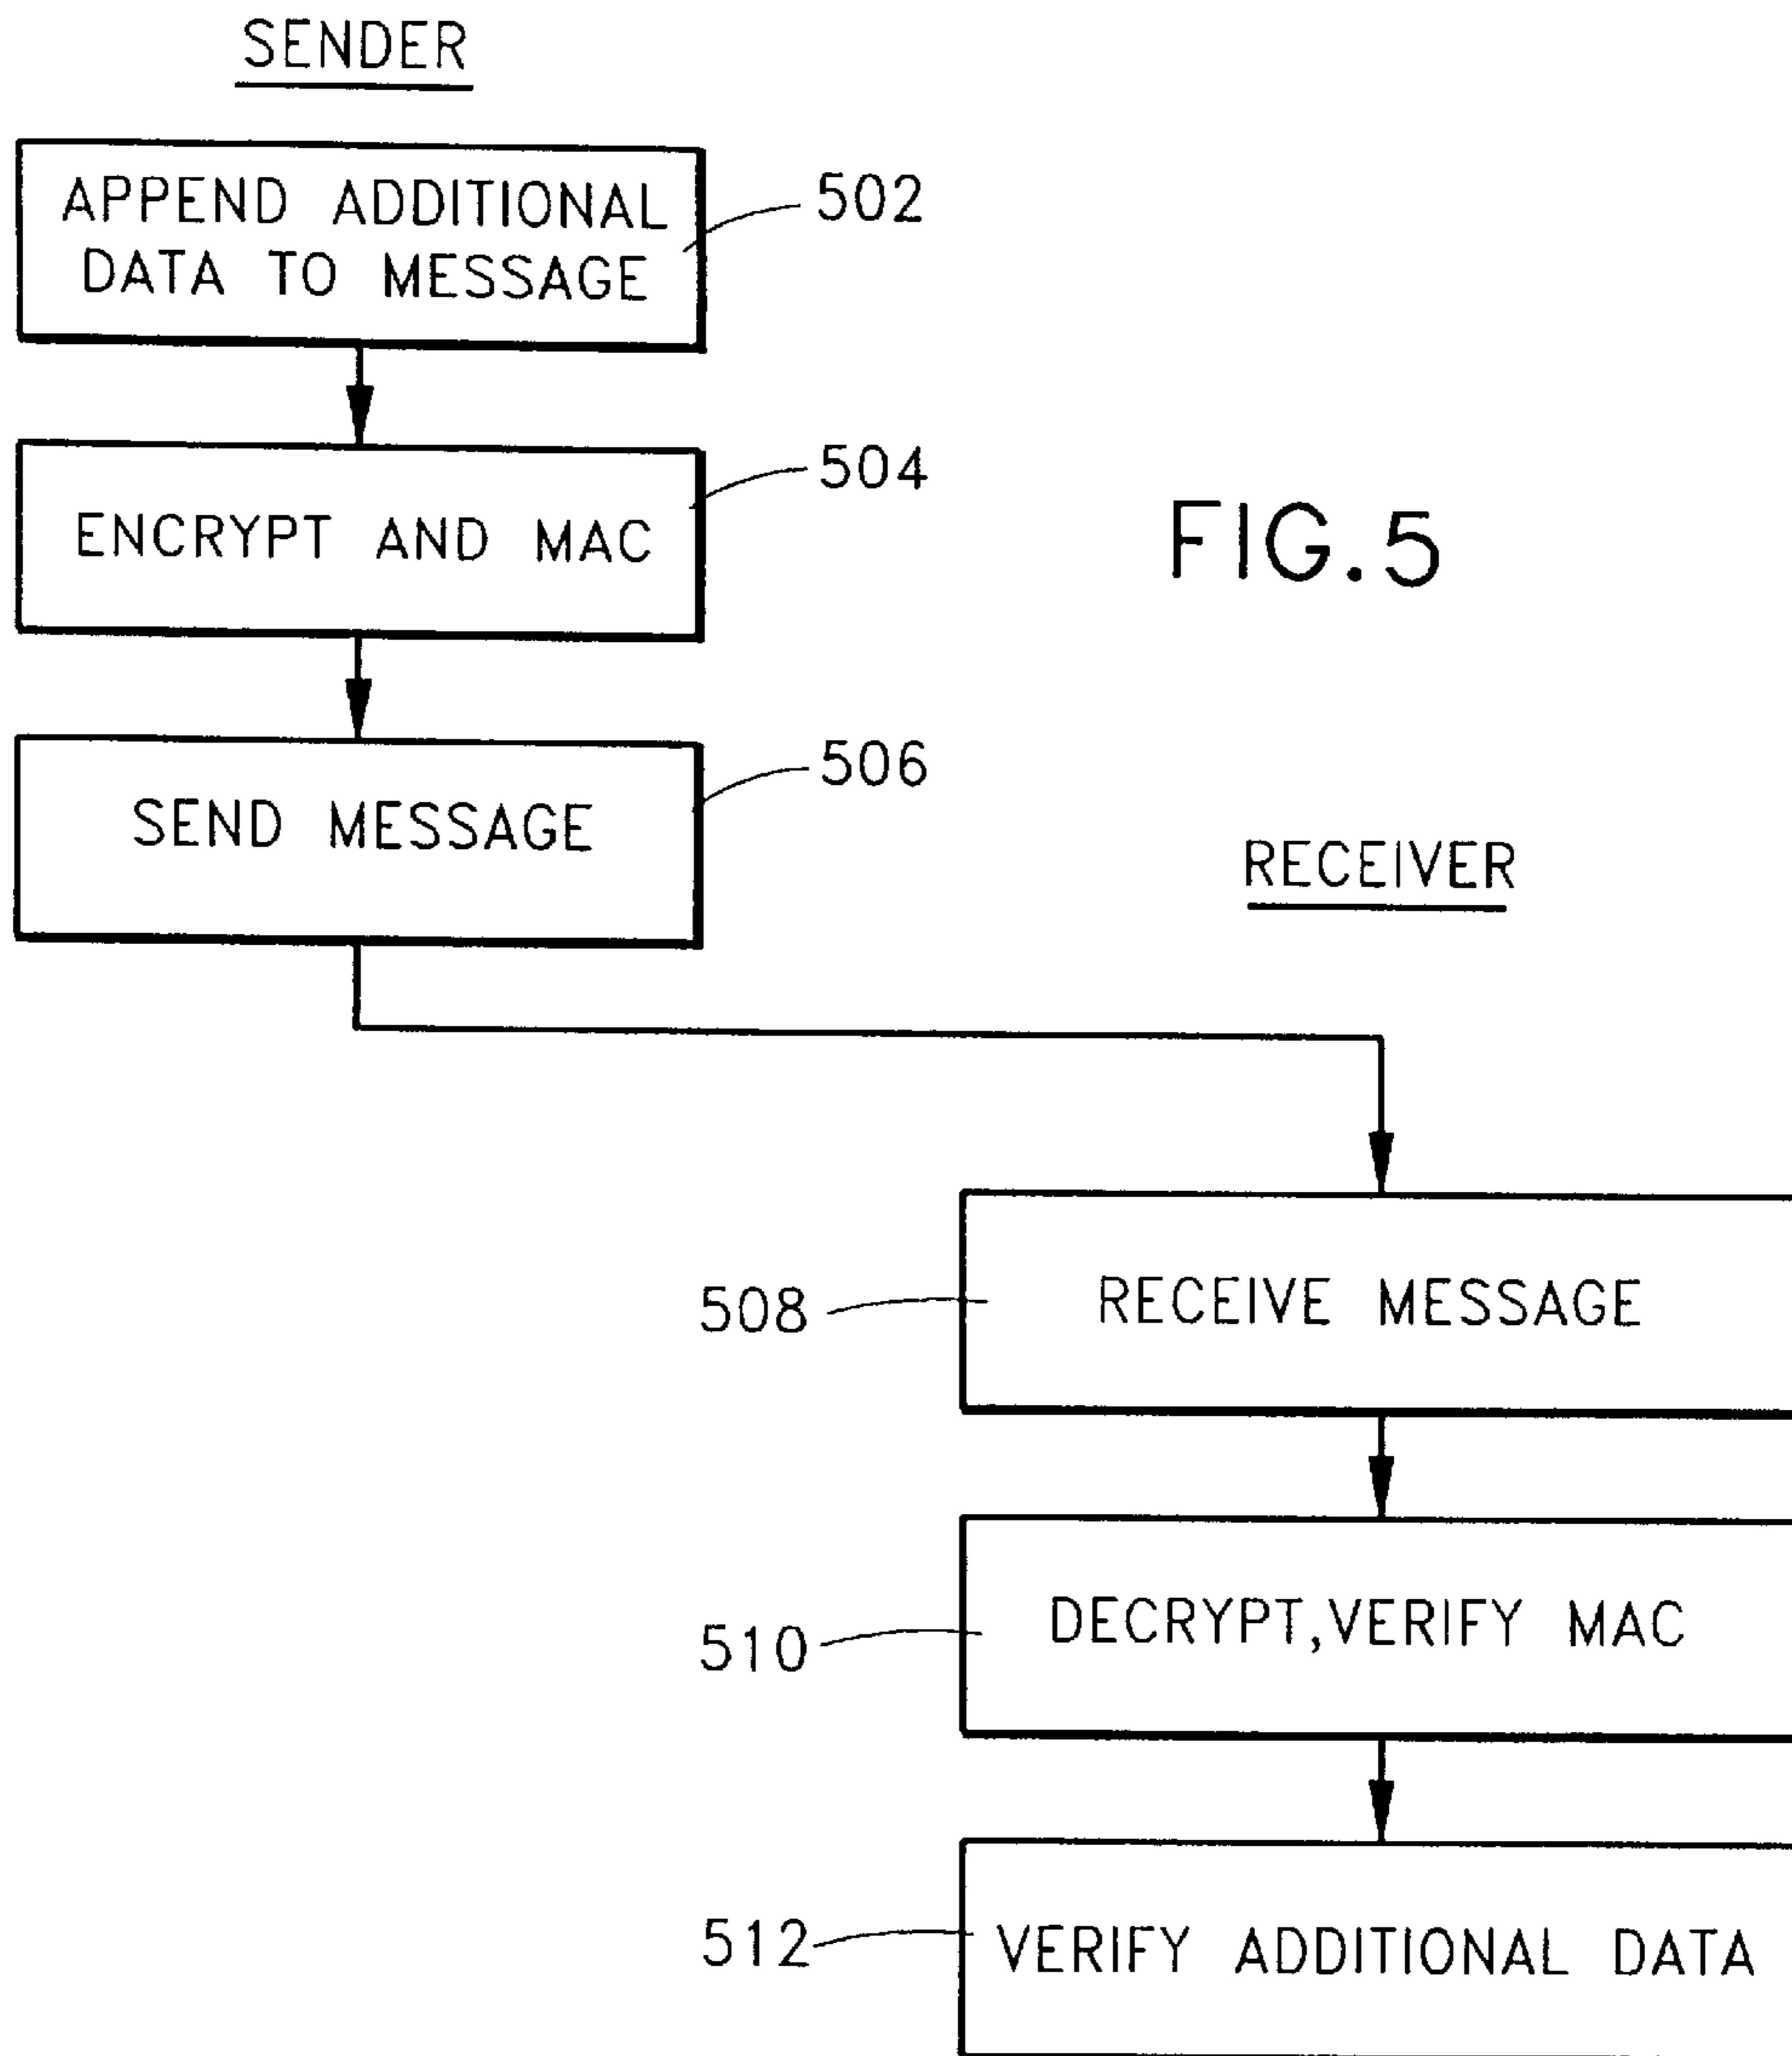 SENDER
APPEND ADDITIONAL
DATA TO MESSAGE
502
ENCRYPT AND MAC
504
FIG.5
SEND MESSAGE
506
RECEIVER
508
RECEIVE MESSAGE
510
DECRYPT,VERIFY MAC
512
VERIFY ADDITIONAL DATA